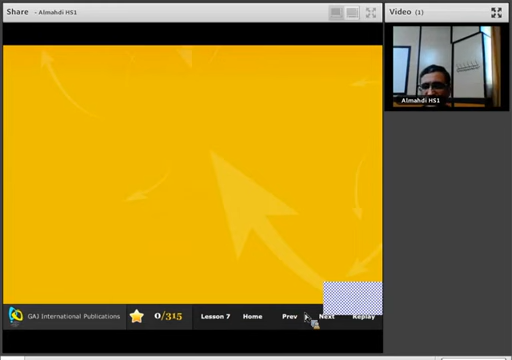 Share - Almahdi HS1
Video (1)
Almahdi HS1
GAJ International Publications
0/315
Lesson 7
Home
Prev
Next
Replay